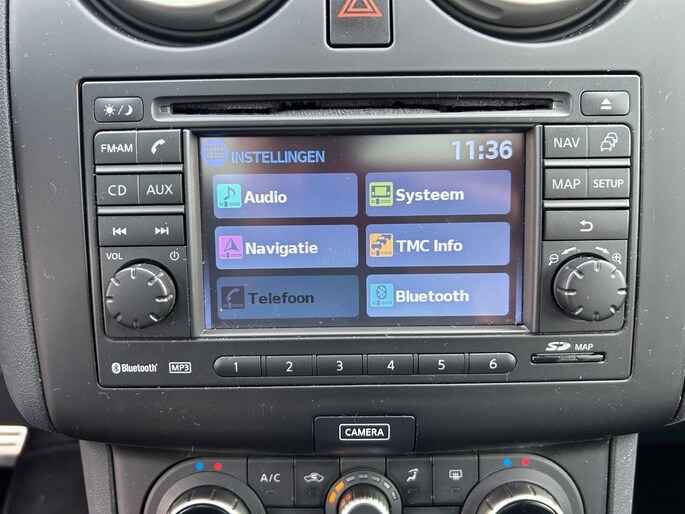 FM•AM
CD AUX
VOL
INSTELLINGEN 11:36
Audio Systeem
Navigatie TMC Info
Telefoon Bluetooth
NAV
MAP SETUP
Bluetooth MP3
1 2 3 4 5 6
SD MAP
CAMERA
A/C